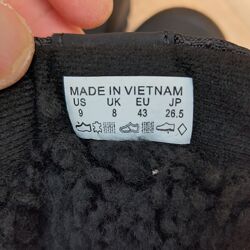 MADE IN VIETNAM
US UK EU JP
9 8 43 26.5